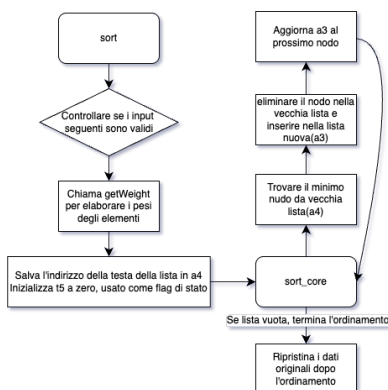 sort
Controllare se i input
seguenti sono validi
Chiama getWeight
per elaborare i pesi
degli elementi
Salva l'indirizzo della testa della lista in a4
Inizializza t5 a zero, usato come flag di stato
sort_core
Trovare il minimo
nudo da vecchia
lista(a4)
eliminare il nodo nella
vecchia lista e
inserire nella lista
nuova(a3)
Aggiorna a3 al
prossimo nodo
Se lista vuota, termina l'ordinamento
Ripristina i dati
originali dopo
l'ordinamento